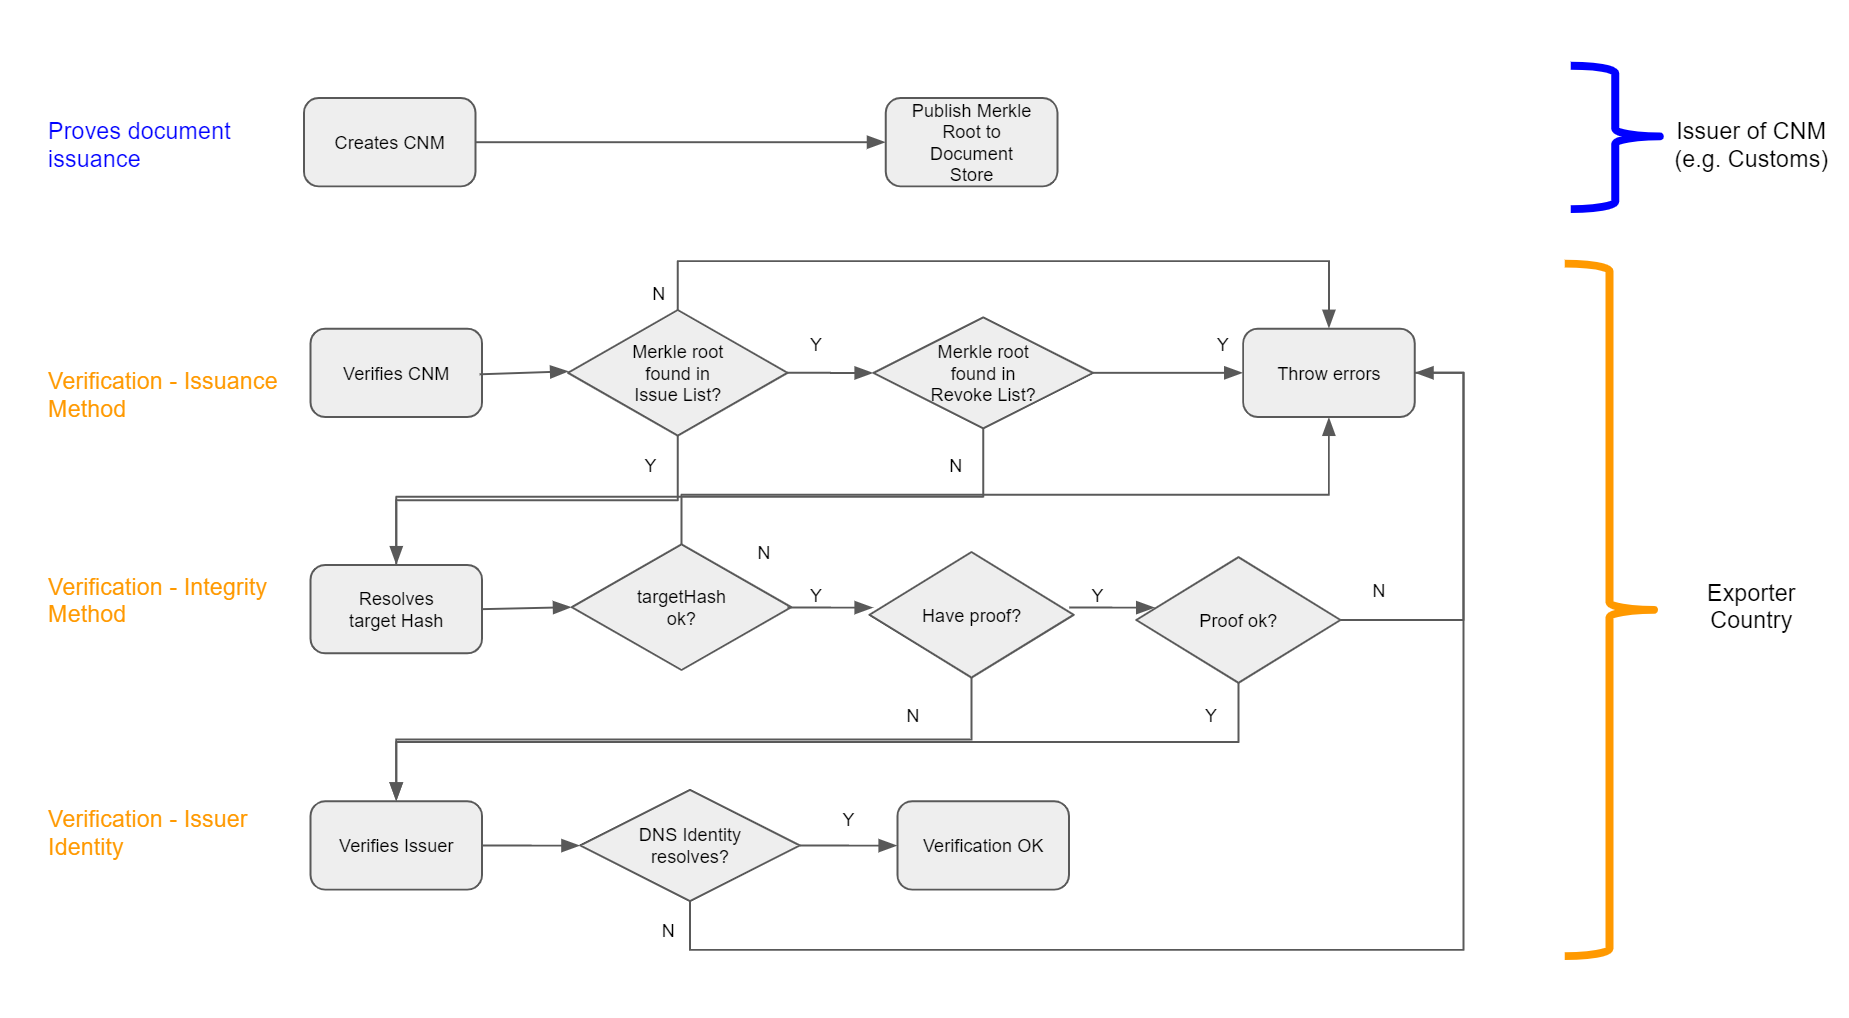 Proves document
issuance
Creates CNM
Publish Merkle
Root to
Document
Store
Issuer of CNM
(e.g. Customs)
Verification - Issuance
Method
Verifies CNM
N
Merkle root
found in
Issue List?
Y
Merkle root
found in
Revoke List?
Y
Throw errors
Y
N
Verification - Integrity
Method
Resolves
target Hash
targetHash
ok?
N
Y
Have proof?
Y
Proof ok?
N
Exporter
Country
N
Y
Verification - Issuer
Identity
Verifies Issuer
DNS Identity
resolves?
Y
Verification OK
N